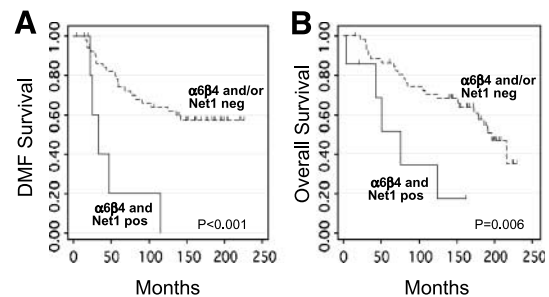 A
DMF Survival
1.00
0.80
0.60
0.40
0.20
0.00
α6β4 and/or
Net1 neg
α6β4 and
Net1 pos
P<0.001
0 50 100 150 200 250
Months
B
Overall Survival
1.00
0.80
0.60
0.40
0.20
0.00
α6β4 and/or
Net1 neg
α6β4 and
Net1 pos
P=0.006
0 50 100 150 200 250
Months